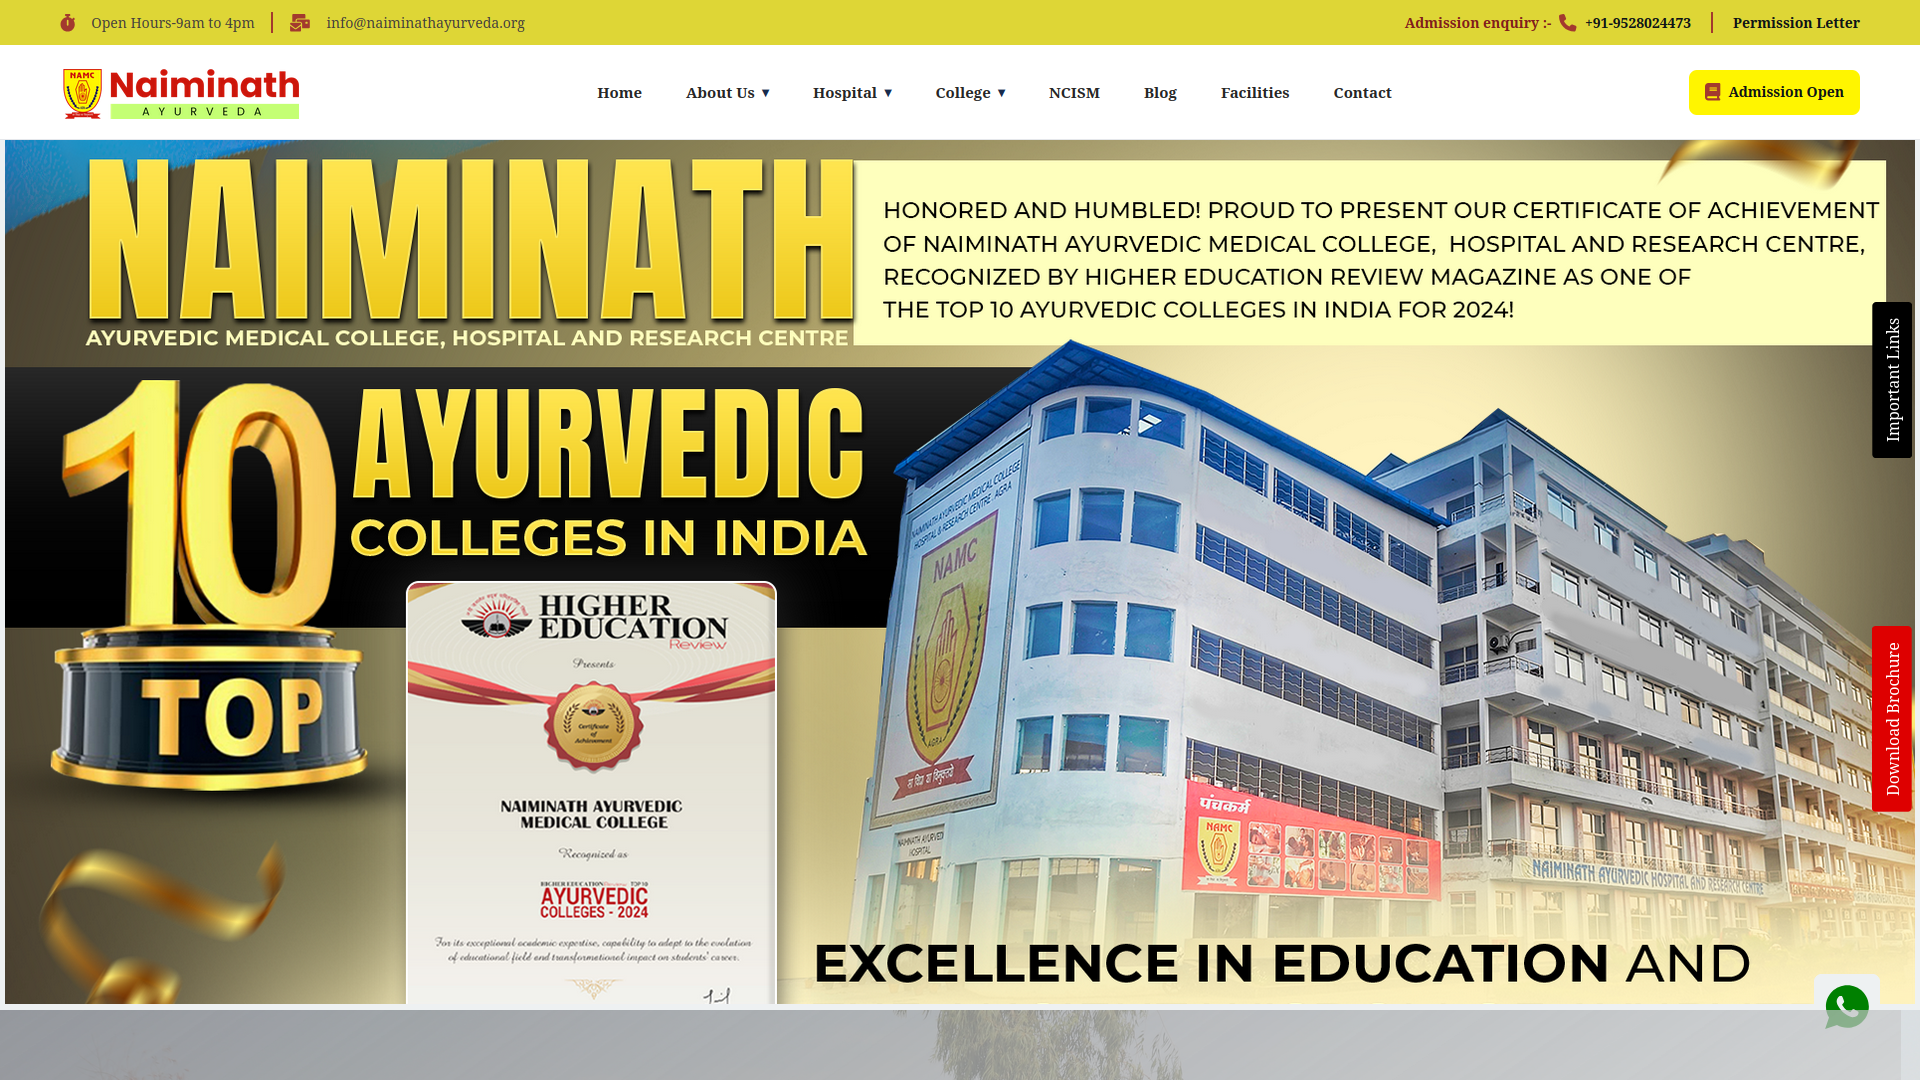 Open Hours-9am to 4pm
info@naiminathayurveda.org
Admission enquiry :- +91-9528024473
Permission Letter
NAMC
Naiminath
AYURVEDA
Home
About Us ▾
Hospital ▾
College ▾
NCISM
Blog
Facilities
Contact
Admission Open
NAIMINATH
AYURVEDIC MEDICAL COLLEGE, HOSPITAL AND RESEARCH CENTRE
HONORED AND HUMBLED! PROUD TO PRESENT OUR CERTIFICATE OF ACHIEVEMENT
OF NAIMINATH AYURVEDIC MEDICAL COLLEGE, HOSPITAL AND RESEARCH CENTRE,
RECOGNIZED BY HIGHER EDUCATION REVIEW MAGAZINE AS ONE OF
THE TOP 10 AYURVEDIC COLLEGES IN INDIA FOR 2024!
Important Links
10
TOP
AYURVEDIC
COLLEGES IN INDIA
HIGHER
EDUCATION
Review
Presents
Certificate
of
Achievement
NAIMINATH AYURVEDIC
MEDICAL COLLEGE
Recognized as
HIGHER EDUCATION Review TOP 10
AYURVEDIC
COLLEGES - 2024
For its exceptional academic expertise, capability to adapt to the evolution
of educational field and transformational impact on students' career.
NAIMINATH AYURVEDIC MEDICAL COLLEGE
HOSPITAL & RESEARCH CENTRE, AGRA
NAMC
AGRA
सा विद्या या विमुक्तये
NAIMINATH AYURVEDA
HOSPITAL
पंचकर्म
NAMC
NAIMINATH AYURVEDIC HOSPITAL AND RESEARCH CENTRE
Download Brochure
EXCELLENCE IN EDUCATION AND